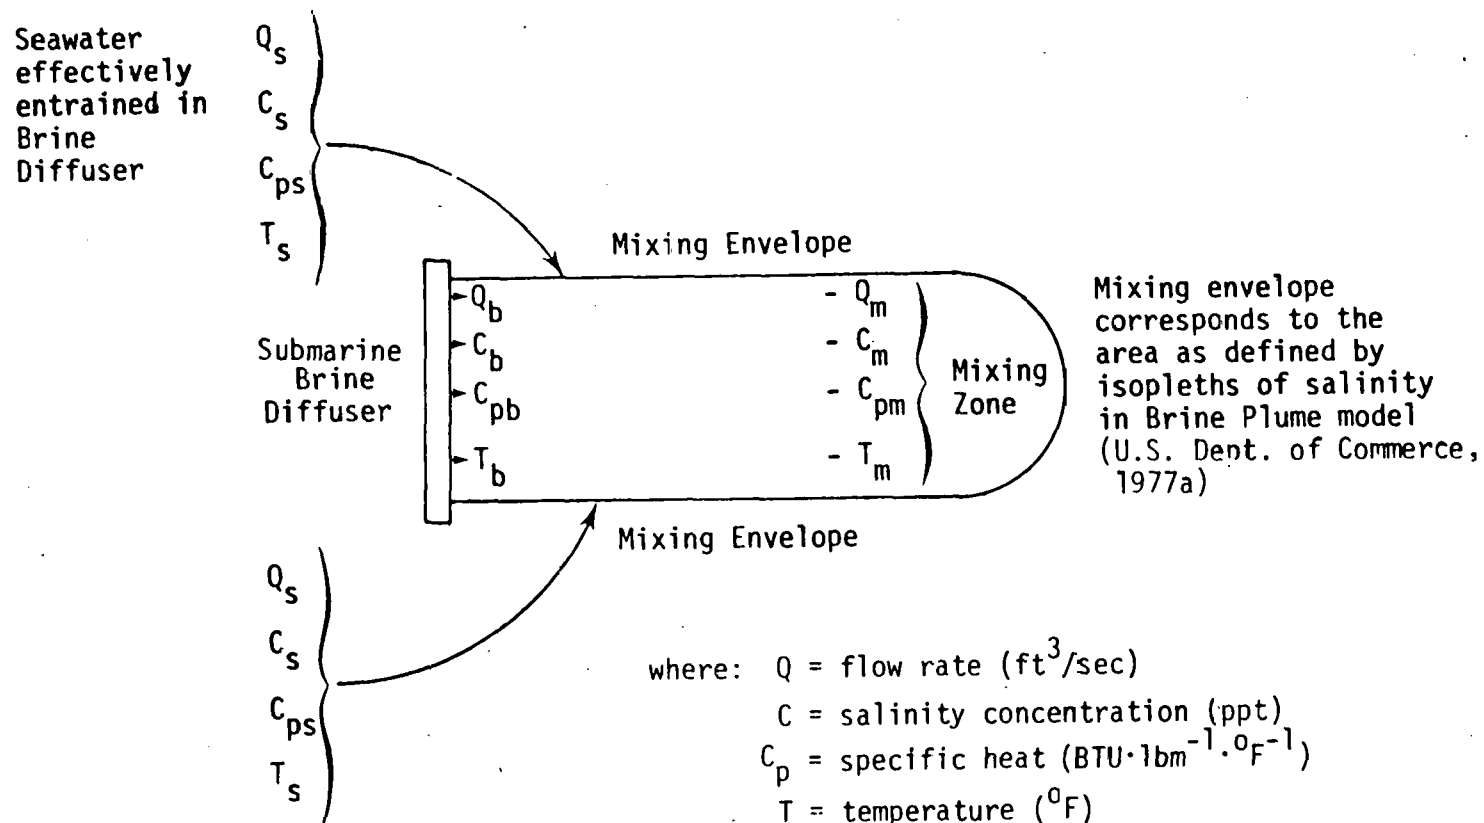 Seawater
effectively
entrained in
Brine
Diffuser
Q_s
C_s
C_ps
T_s
Mixing Envelope
Submarine
Brine
Diffuser
Q_b
C_b
C_pb
T_b
- Q_m
- C_m
- C_pm
- T_m
Mixing
Zone
Mixing envelope
corresponds to the
area as defined by
isopleths of salinity
in Brine Plume model
(U.S. Dept. of Commerce,
1977a)
Mixing Envelope
Q_s
C_s
C_ps
T_s
where: Q = flow rate (ft^3/sec)
C = salinity concentration (ppt)
C_p = specific heat (BTU·lbm^-1·°F^-1)
T = temperature (°F)